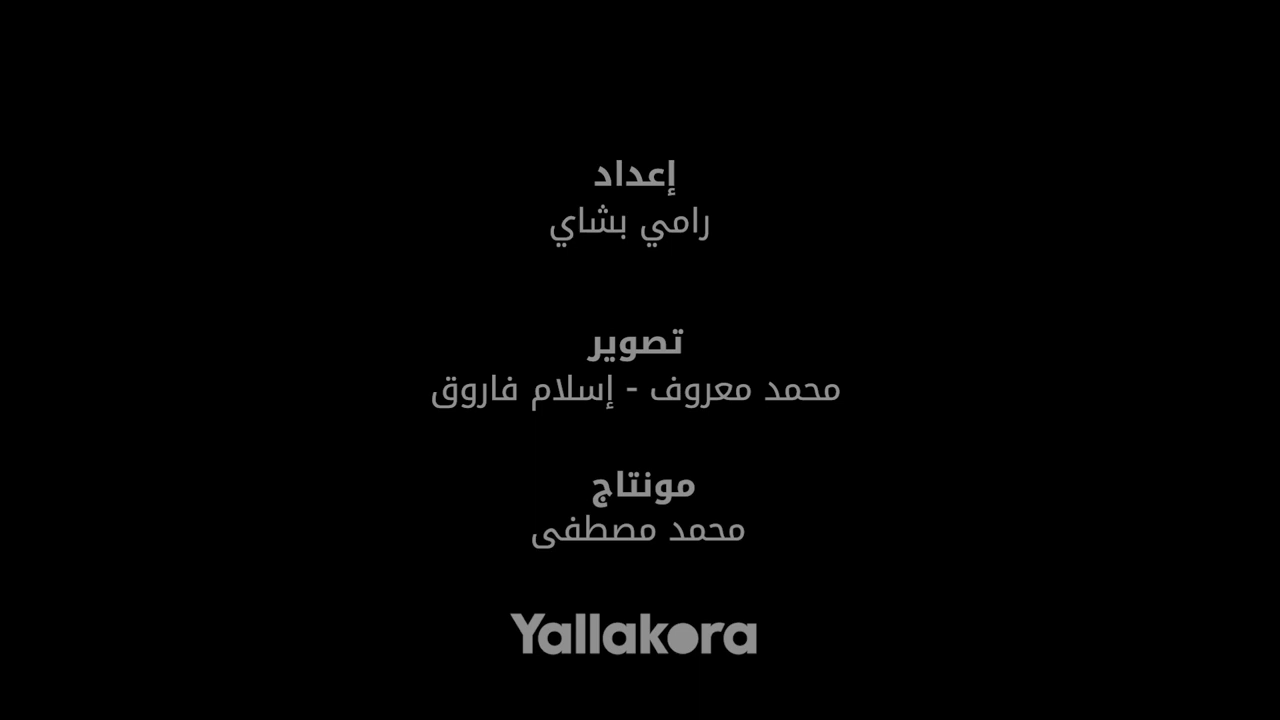 إعداد
رامي بشاي
تصوير
محمد معروف - إسلام فاروق
مونتاج
محمد مصطفى
Yallakora